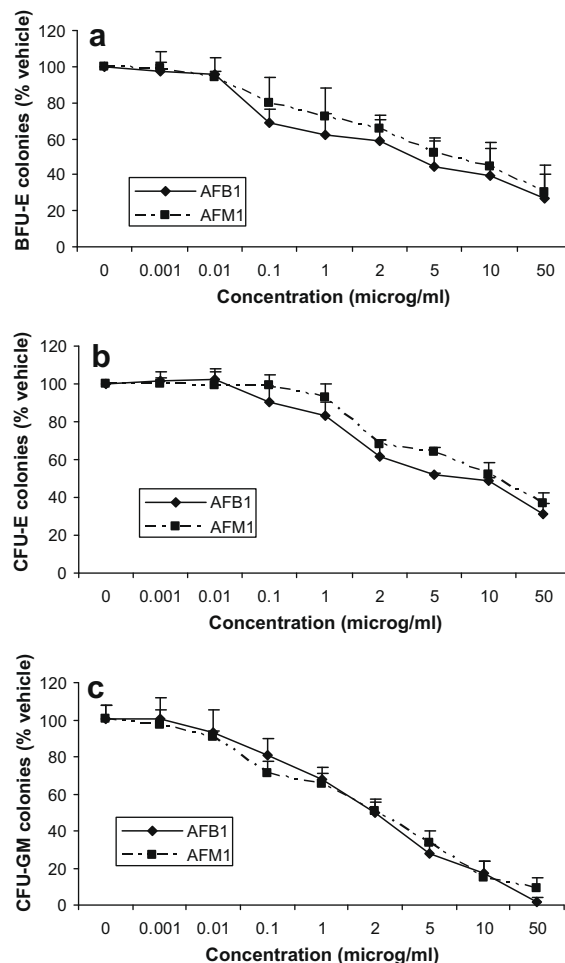 a
BFU-E colonies (% vehicle)
120
100
80
60
40
20
0
AFB1
AFM1
0 0.001 0.01 0.1 1 2 5 10 50
Concentration (microg/ml)
b
CFU-E colonies (% vehicle)
120
100
80
60
40
20
0
AFB1
AFM1
0 0.001 0.01 0.1 1 2 5 10 50
Concentration (microg/ml)
c
CFU-GM colonies (% vehicle)
120
100
80
60
40
20
0
AFB1
AFM1
0 0.001 0.01 0.1 1 2 5 10 50
Concentration (microg/ml)